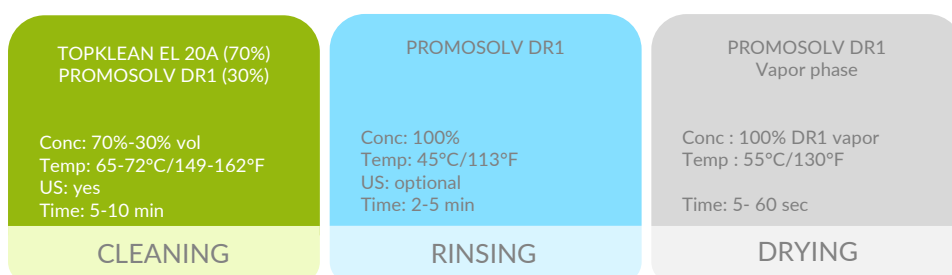 TOPKLEAN EL 20A (70%)
PROMOSOLV DR1 (30%)
Conc: 70%-30% vol
Temp: 65-72°C/149-162°F
US: yes
Time: 5-10 min
CLEANING
PROMOSOLV DR1
Conc: 100%
Temp: 45°C/113°F
US: optional
Time: 2-5 min
RINSING
PROMOSOLV DR1
Vapor phase
Conc : 100% DR1 vapor
Temp : 55°C/130°F
Time: 5- 60 sec
DRYING